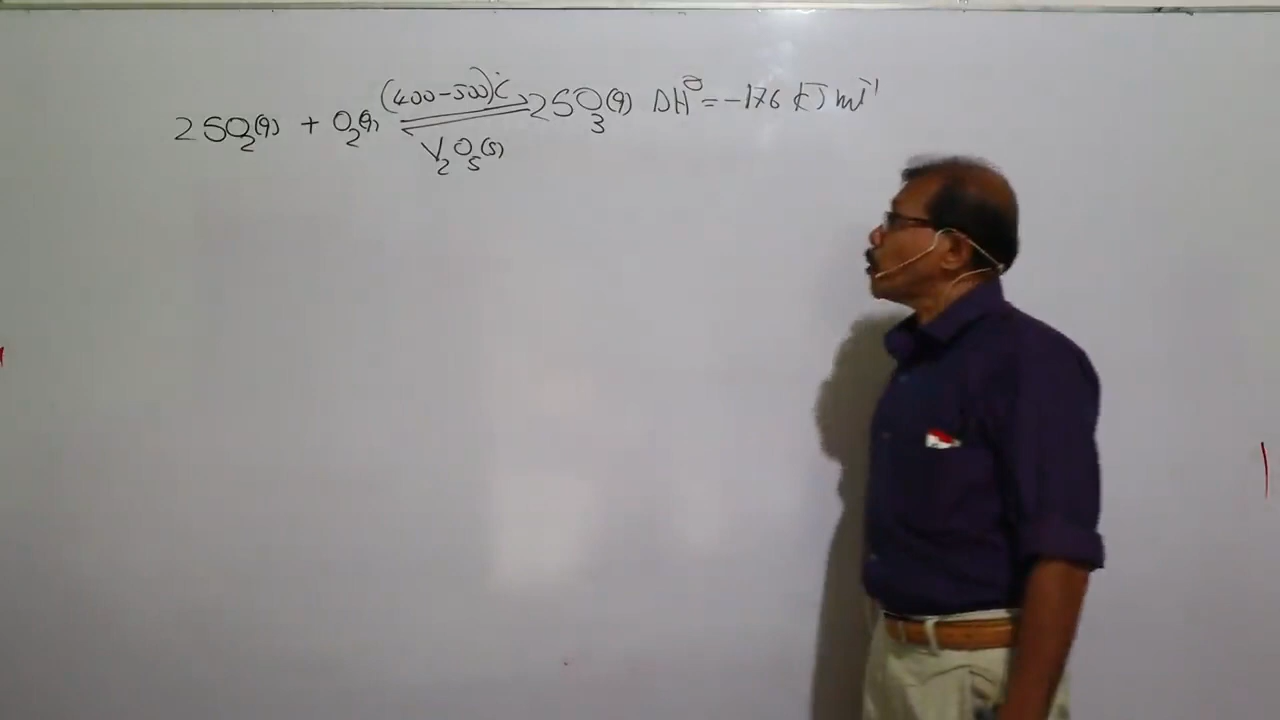 2SO₂(g) + O₂(g) (400-500)°C ⇌ V₂O₅(s) 2SO₃(g) ΔH° = -176 kJ mol⁻¹